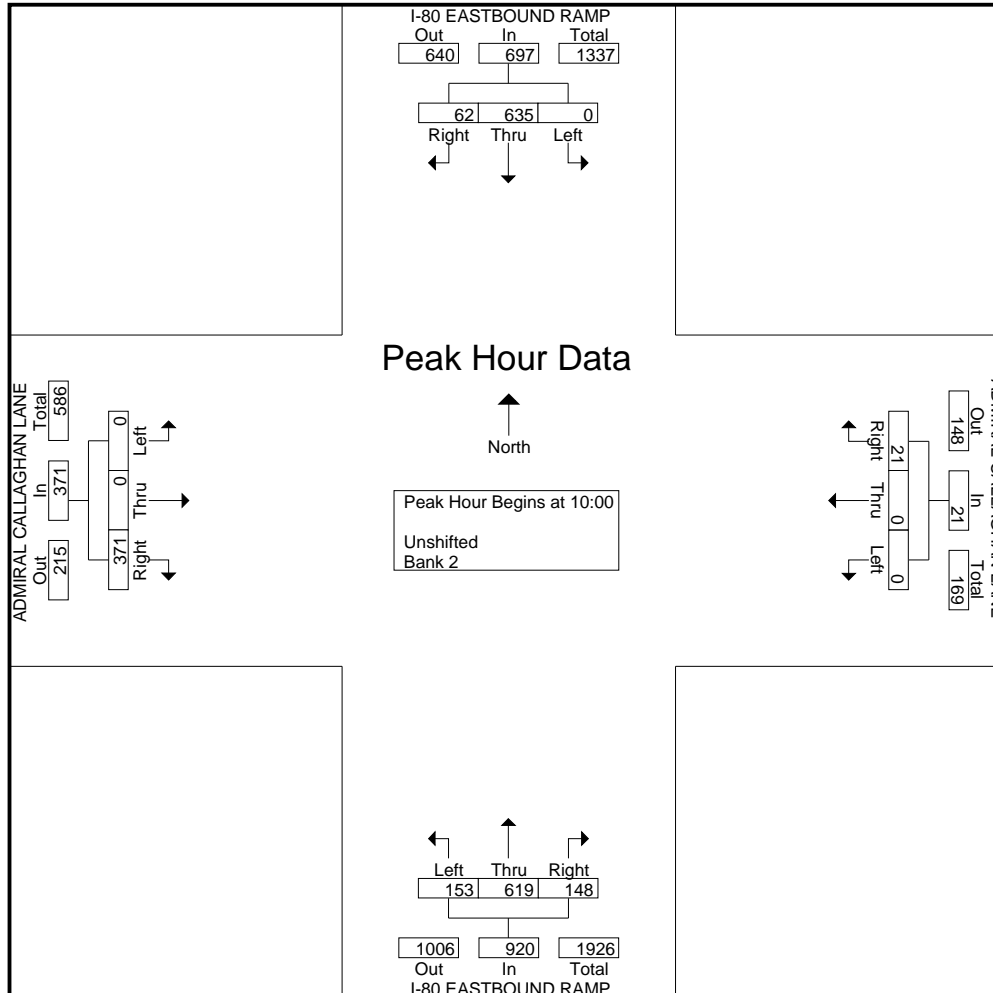 I-80 EASTBOUND RAMP
Out In Total
640 697 1337
62 635 0
Right Thru Left
Peak Hour Data
North
Peak Hour Begins at 10:00
Unshifted
Bank 2
ADMIRAL CALLAGHAN LANE
Total In Out
586 371 215
0 0 371
Left Thru Right
Out In Total
148 21 169
21 0 0
Right Thru Left
Left Thru Right
153 619 148
1006 920 1926
Out In Total
I-80 EASTBOUND RAMP